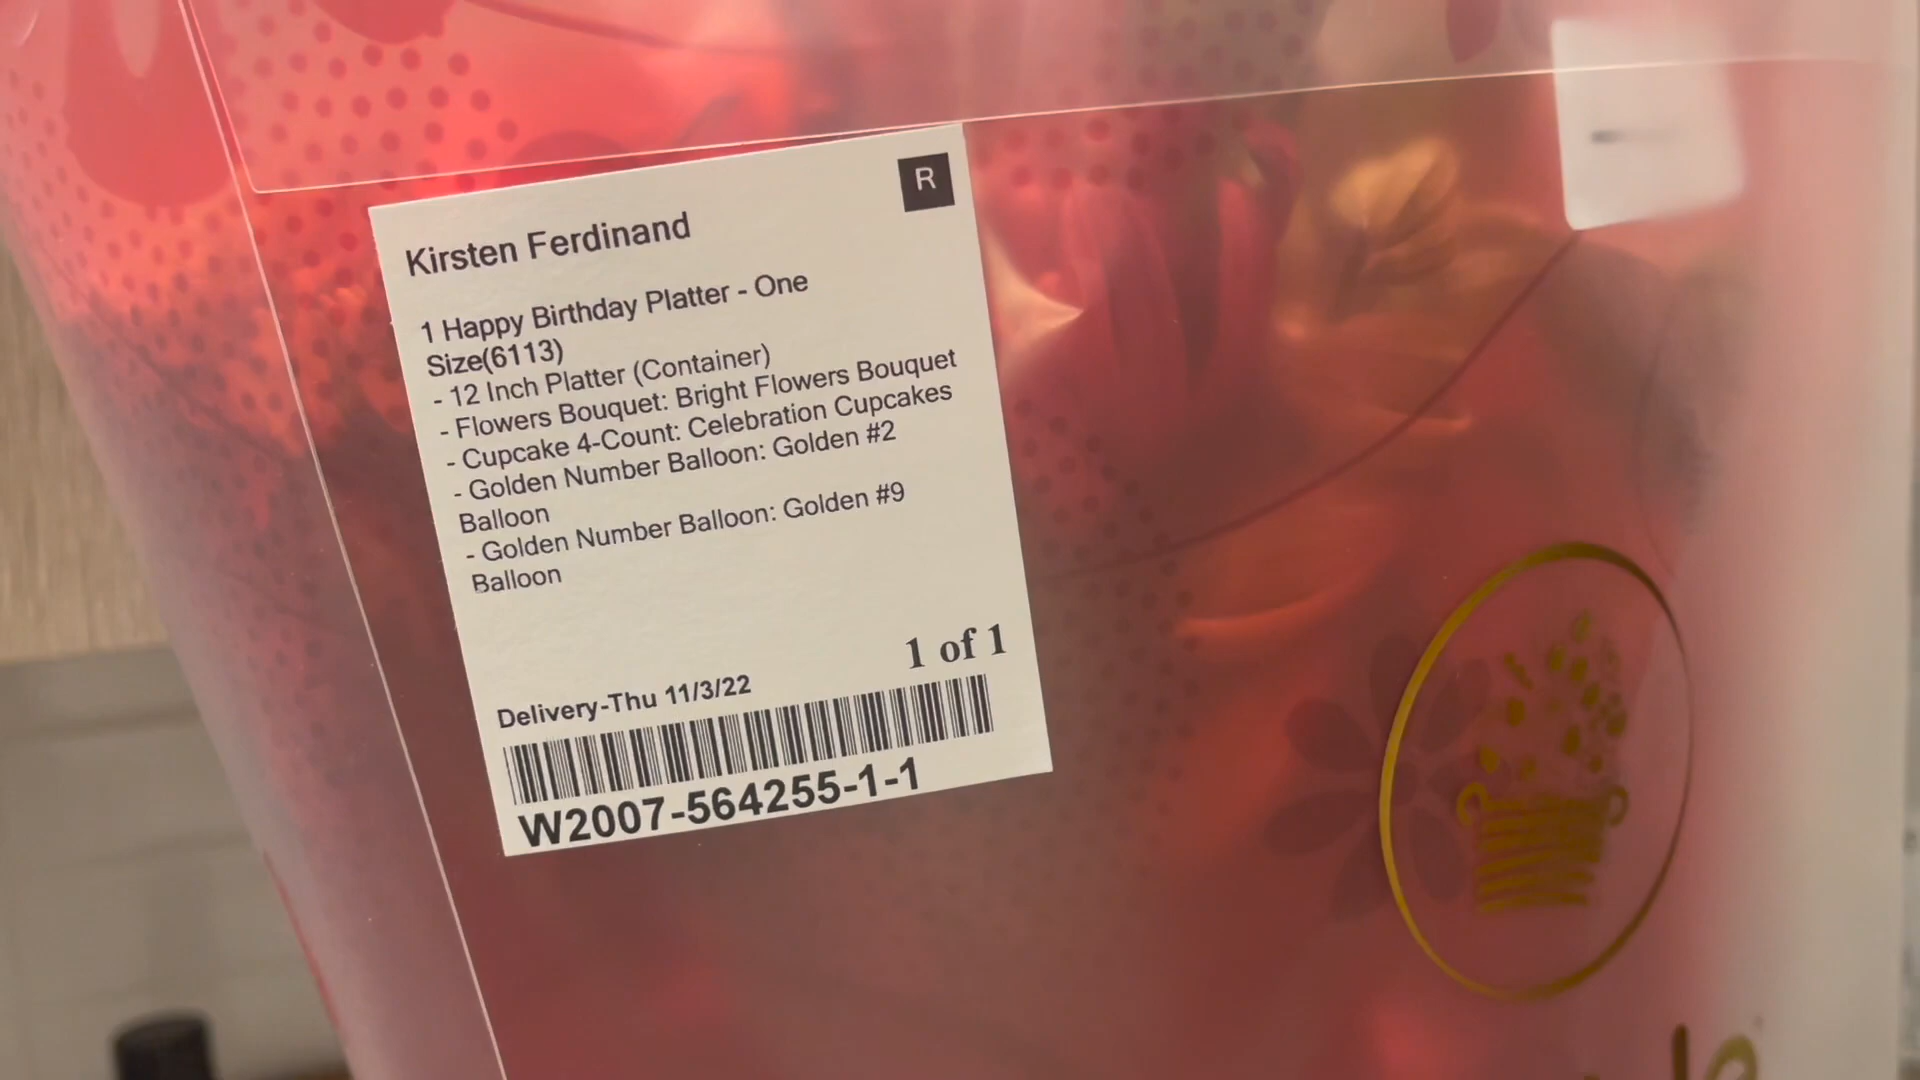 R
Kirsten Ferdinand
1 Happy Birthday Platter - One
Size(6113)
- 12 Inch Platter (Container)
- Flowers Bouquet: Bright Flowers Bouquet
- Cupcake 4-Count: Celebration Cupcakes
- Golden Number Balloon: Golden #2
Balloon
- Golden Number Balloon: Golden #9
Balloon
1 of 1
Delivery-Thu 11/3/22
W2007-564255-1-1